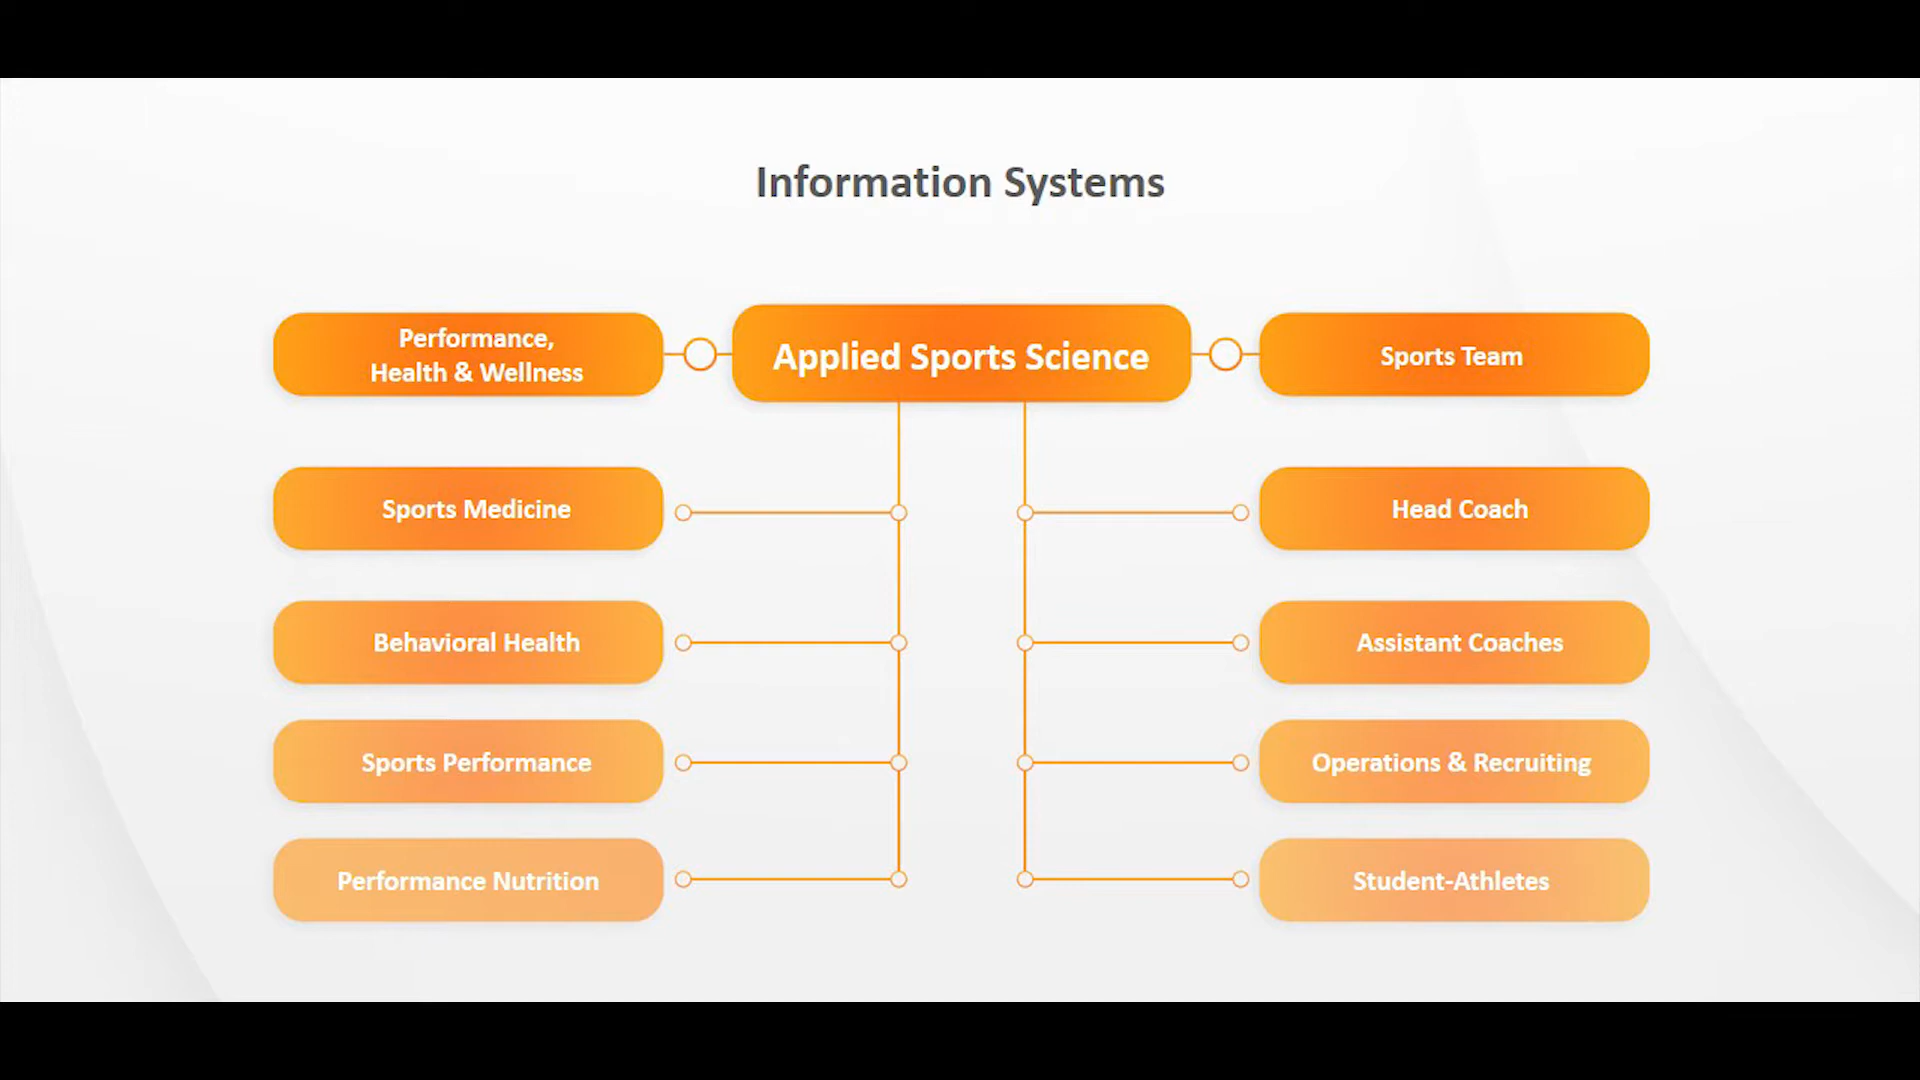 Information Systems
Performance,
Health & Wellness
Applied Sports Science
Sports Team
Sports Medicine
Head Coach
Behavioral Health
Assistant Coaches
Sports Performance
Operations & Recruiting
Performance Nutrition
Student-Athletes